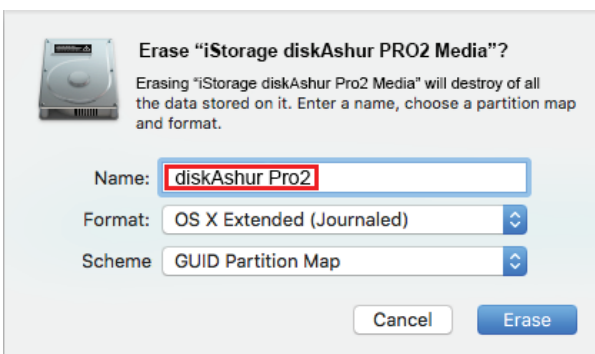 Erase “iStorage diskAshur PRO2 Media”?
Erasing “iStorage diskAshur Pro2 Media” will destroy of all
the data stored on it. Enter a name, choose a partition map
and format.
Name: diskAshur Pro2
Format: OS X Extended (Journaled)
Scheme GUID Partition Map
Cancel Erase